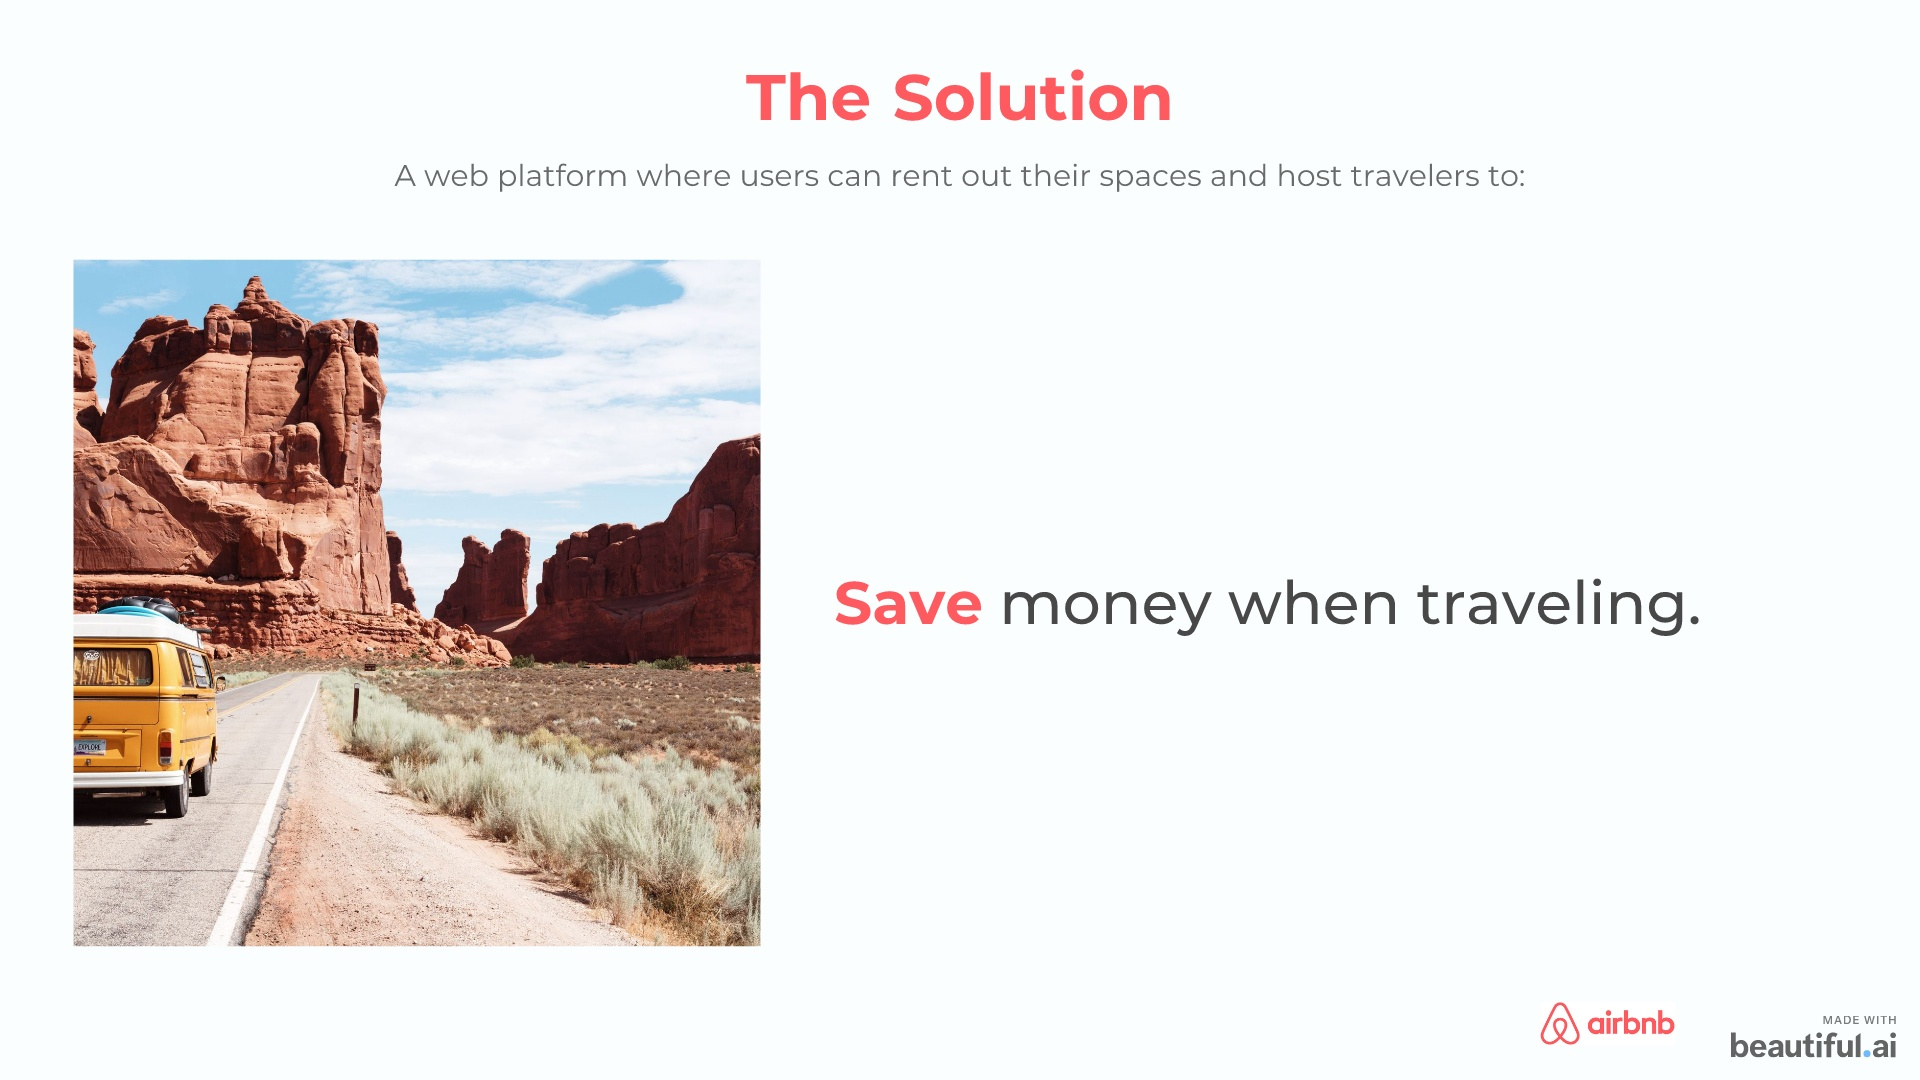 The Solution
A web platform where users can rent out their spaces and host travelers to:
EXPLORE
Save money when traveling.
airbnb
MADE WITH
beautiful.ai